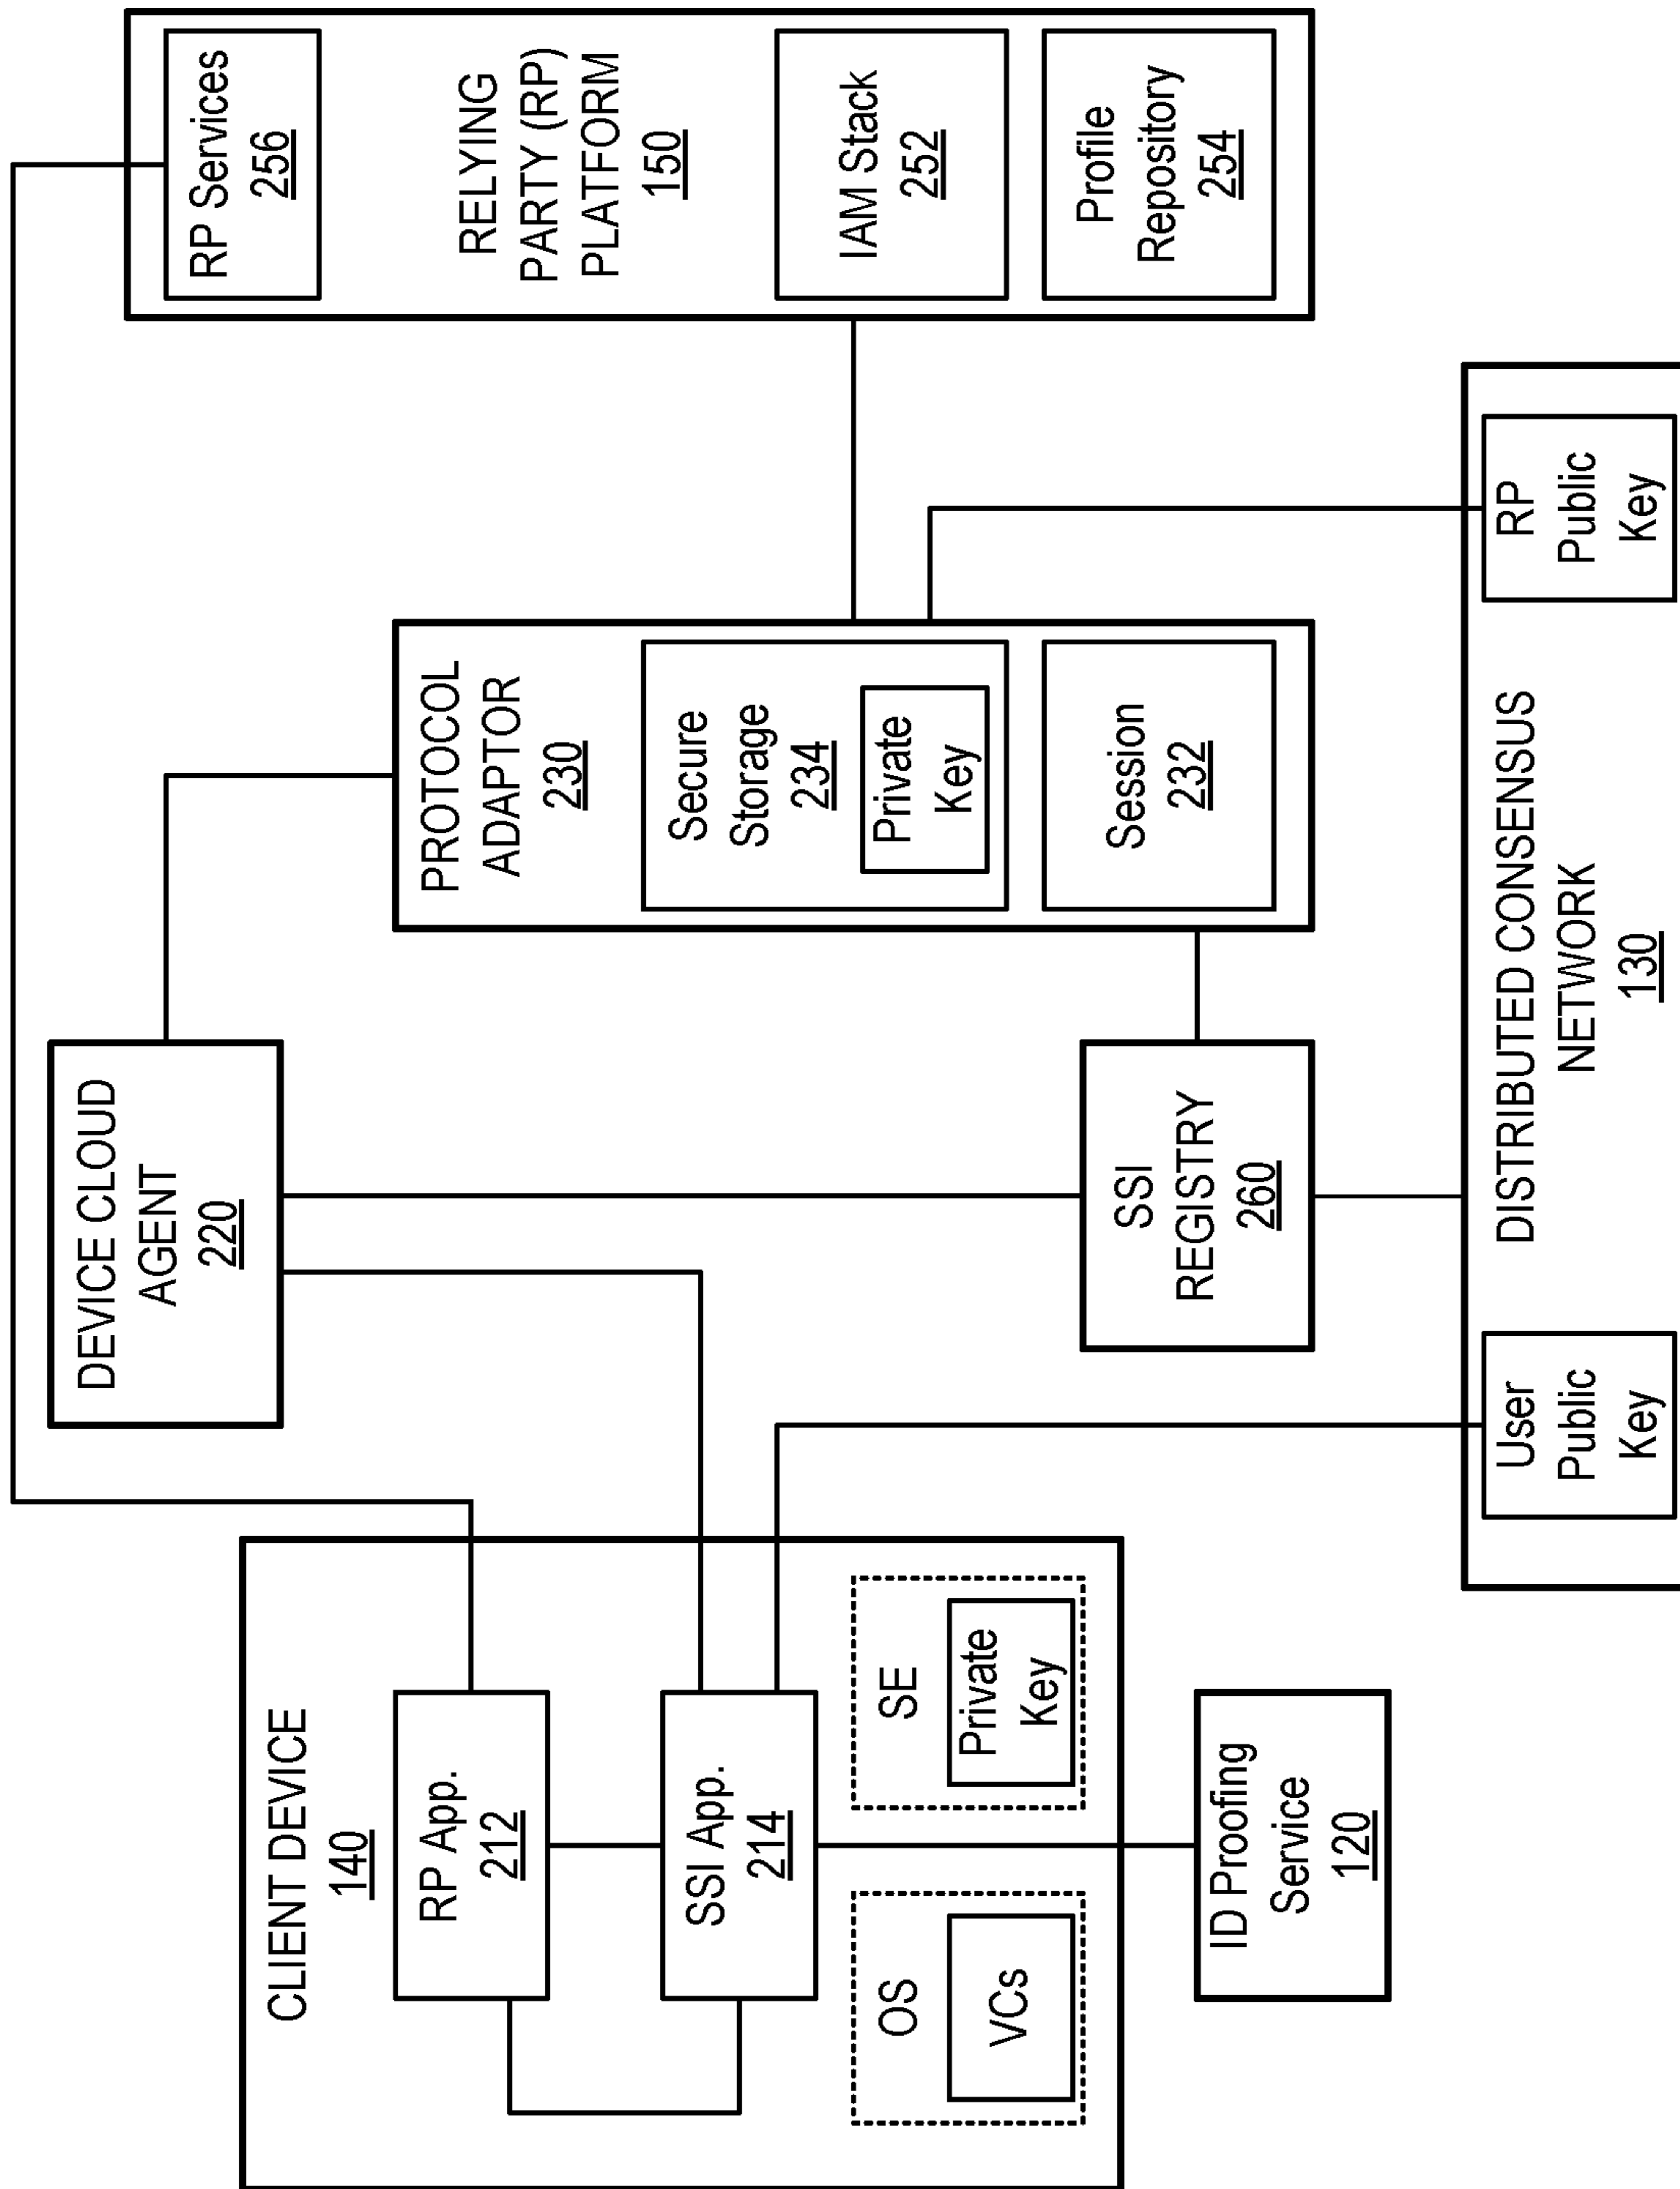 CLIENT DEVICE
140
RP App.
212
SSI App.
214
OS
VCs
SE
Private
Key
ID Proofing
Service
120
DEVICE CLOUD
AGENT
220
SSI
REGISTRY
260
PROTOCOL
ADAPTOR
230
Secure
Storage
234
Private
Key
Session
232
RP Services
256
RELYING
PARTY (RP)
PLATFORM
150
IAM Stack
252
Profile
Repository
254
User
Public
Key
DISTRIBUTED CONSENSUS
NETWORK
130
RP
Public
Key